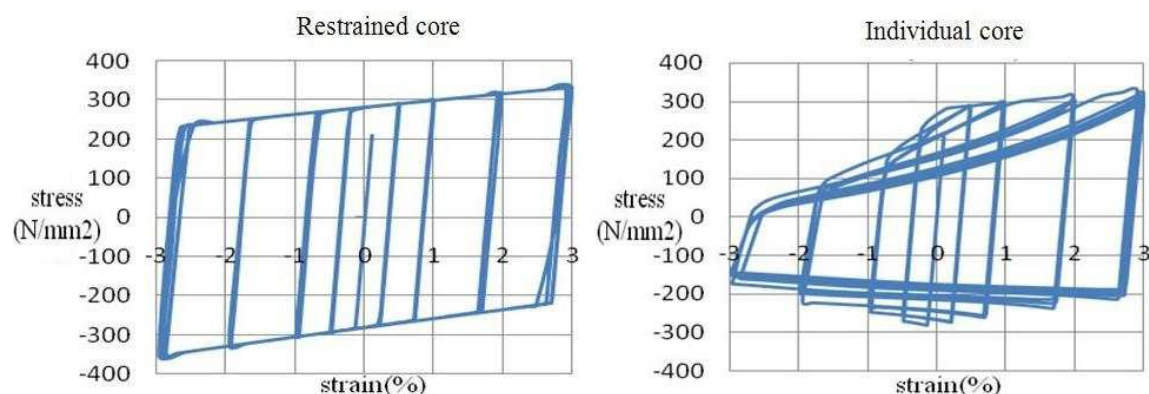 Restrained core
400
300
200
100
0
-100
-200
-300
-400
stress
(N/mm2)
-3 -2 -1 0 1 2 3
strain(%)
Individual core
400
300
200
100
0
-100
-200
-300
-400
stress
(N/mm2)
-3 -2 -1 0 1 2 3
strain(%)